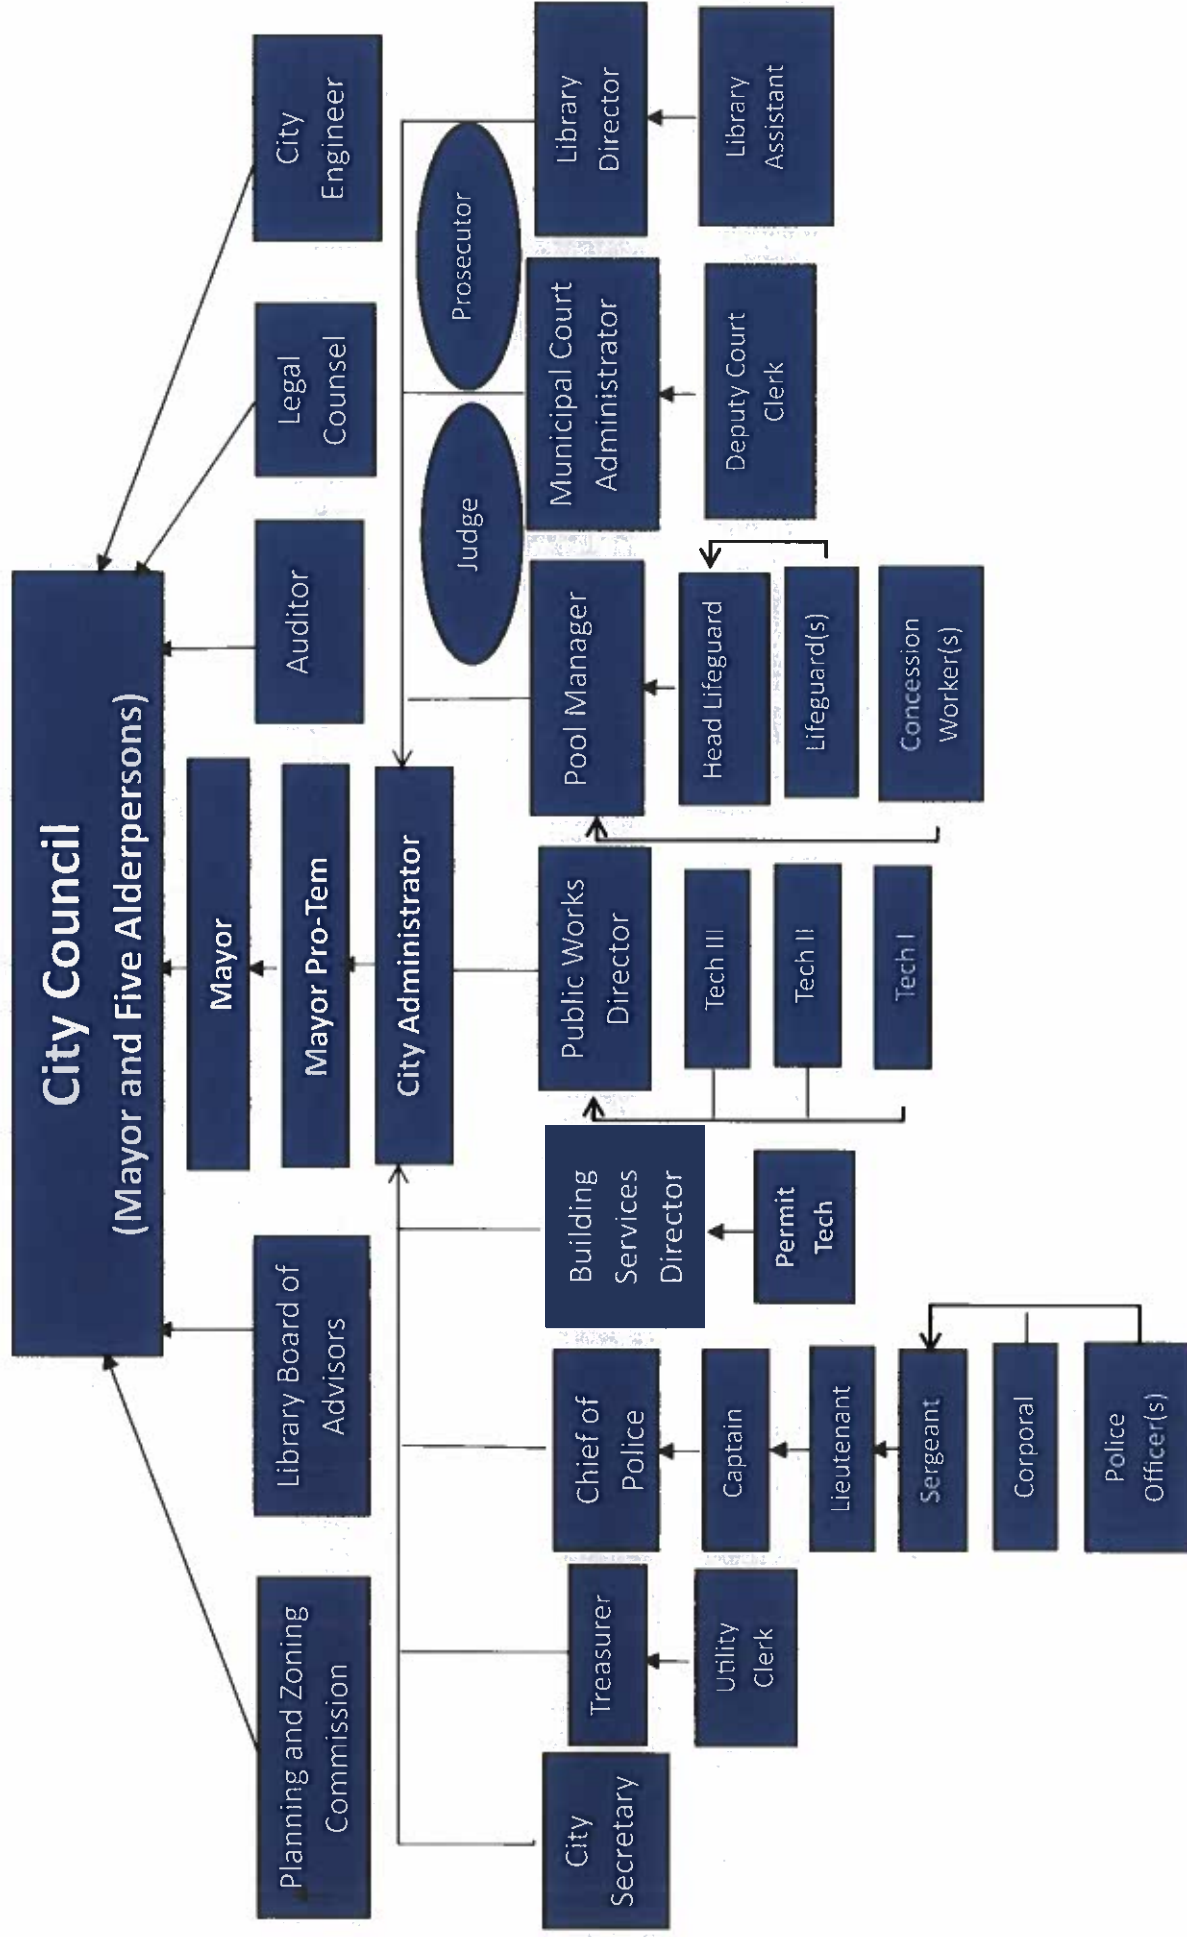 City Council
(Mayor and Five Alderpersons)
Mayor
Mayor Pro-Tem
City Administrator
Planning and Zoning
Commission
Library Board of
Advisors
Auditor
Legal
Counsel
City
Engineer
Judge
Prosecutor
City
Secretary
Treasurer
Utility
Clerk
Chief of
Police
Captain
Lieutenant
Sergeant
Corporal
Police
Officer(s)
Building
Services
Director
Permit
Tech
Public Works
Director
Tech III
Tech II
Tech I
Pool Manager
Head Lifeguard
Lifeguard(s)
Concession
Worker(s)
Municipal Court
Administrator
Deputy Court
Clerk
Library
Director
Library
Assistant